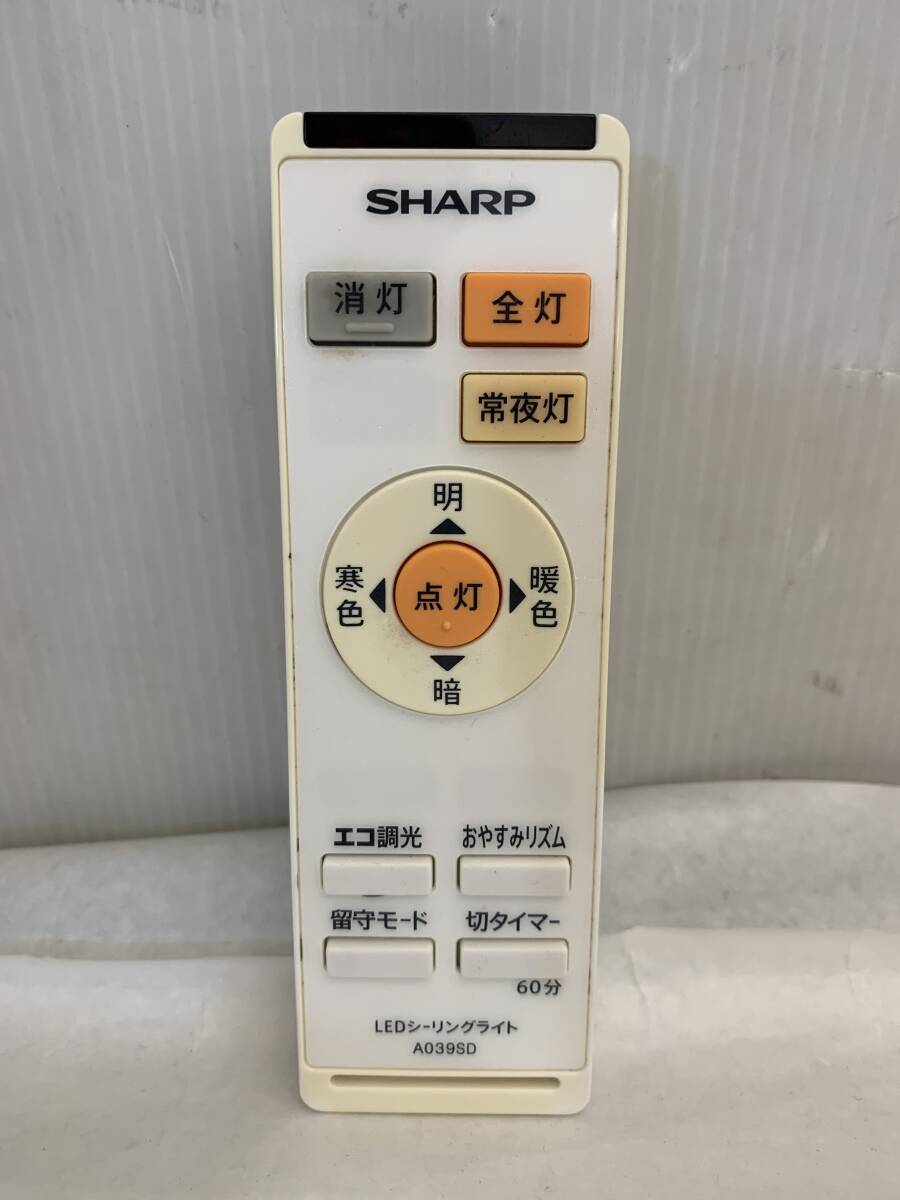 SHARP
消灯 全灯
常夜灯
明
寒色 点灯 暖色
暗
エコ調光 おやすみリズム
留守モード 切タイマー
60分
LEDシーリングライト
A039SD